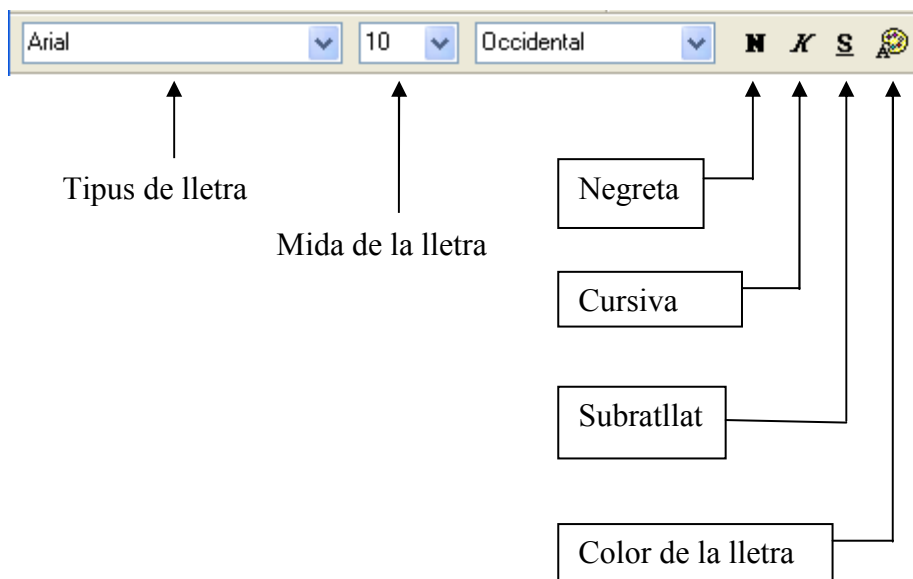 Arial 10 Occidental N K S A
Tipus de lletra
Negreta
Mida de la lletra
Cursiva
Subratllat
Color de la lletra